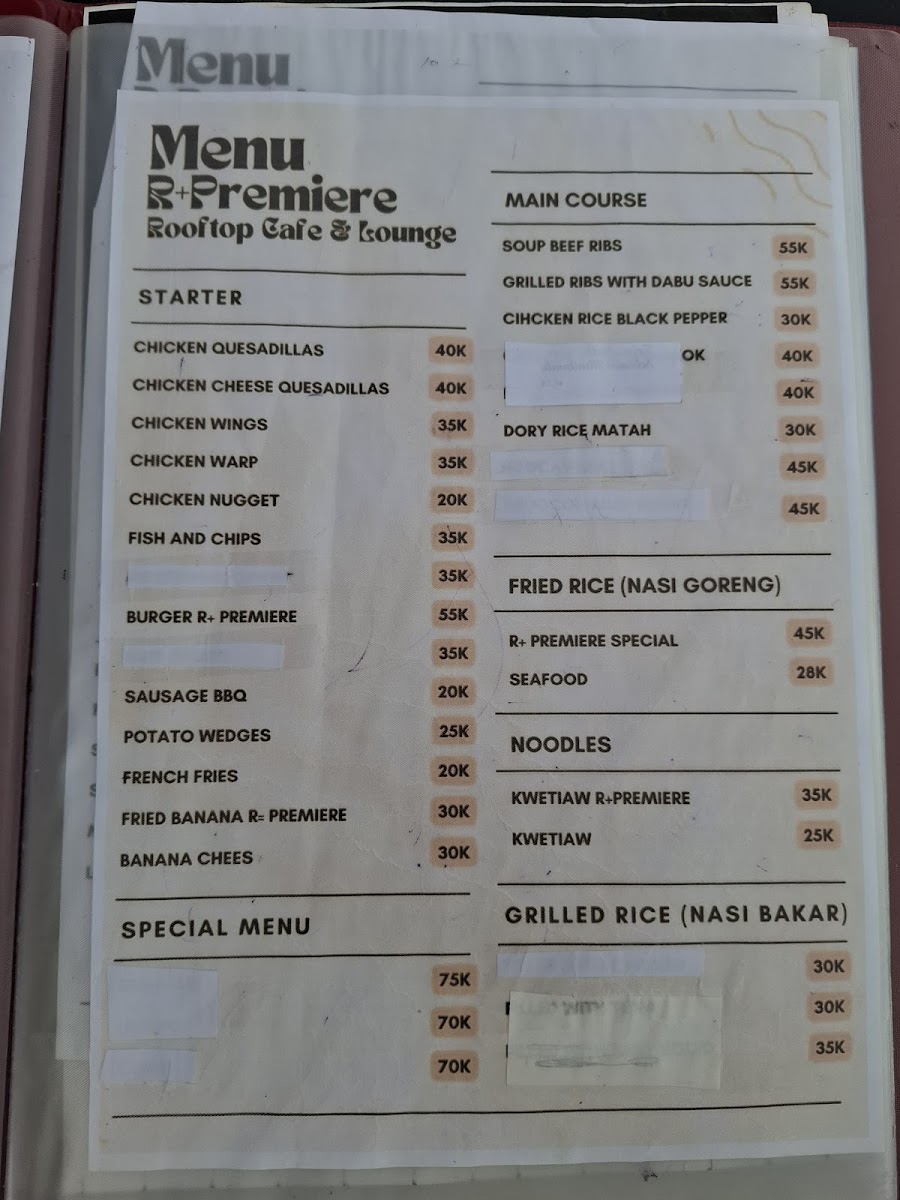 Menu
Menu
R+Premiere
Rooftop Cafe & Lounge
STARTER
CHICKEN QUESADILLAS 40K
CHICKEN CHEESE QUESADILLAS 40K
CHICKEN WINGS 35K
CHICKEN WARP 35K
CHICKEN NUGGET 20K
FISH AND CHIPS 35K
35K
BURGER R+ PREMIERE 55K
35K
SAUSAGE BBQ 20K
POTATO WEDGES 25K
FRENCH FRIES 20K
FRIED BANANA R= PREMIERE 30K
BANANA CHEES 30K
SPECIAL MENU
75K
70K
70K
MAIN COURSE
SOUP BEEF RIBS 55K
GRILLED RIBS WITH DABU SAUCE 55K
CIHCKEN RICE BLACK PEPPER 30K
OK 40K
40K
DORY RICE MATAH 30K
45K
45K
FRIED RICE (NASI GORENG)
R+ PREMIERE SPECIAL 45K
SEAFOOD 28K
NOODLES
KWETIAW R+PREMIERE 35K
KWETIAW 25K
GRILLED RICE (NASI BAKAR)
30K
30K
35K